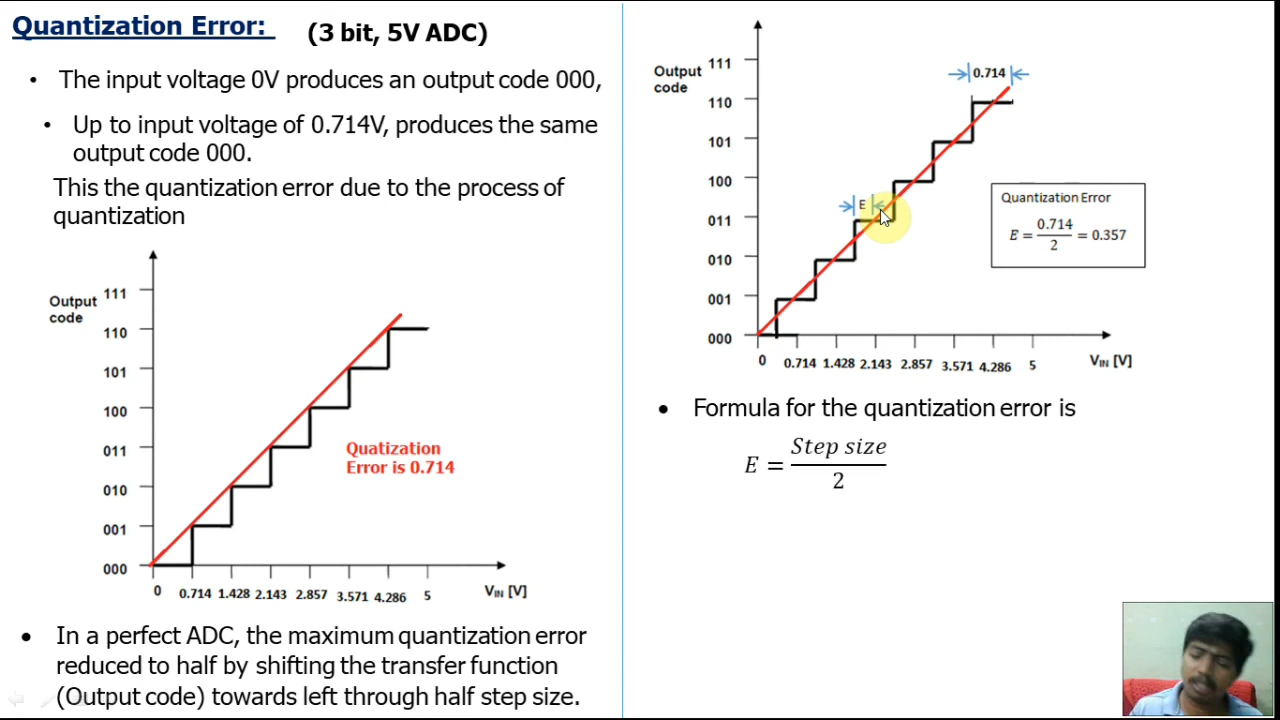 Quantization Error: (3 bit, 5V ADC)
• The input voltage 0V produces an output code 000,
• Up to input voltage of 0.714V, produces the same
output code 000.
This the quantization error due to the process of
quantization
Output
code
111
110
101
100
011
010
001
000
Quatization
Error is 0.714
0 0.714 1.428 2.143 2.857 3.571 4.286 5 VIN [V]
• In a perfect ADC, the maximum quantization error
reduced to half by shifting the transfer function
(Output code) towards left through half step size.
Output
code
111
110
101
100
011
010
001
000
0.714
E
Quantization Error
E = 0.714/2 = 0.357
0 0.714 1.428 2.143 2.857 3.571 4.286 5 VIN [V]
• Formula for the quantization error is
E = Step size/2